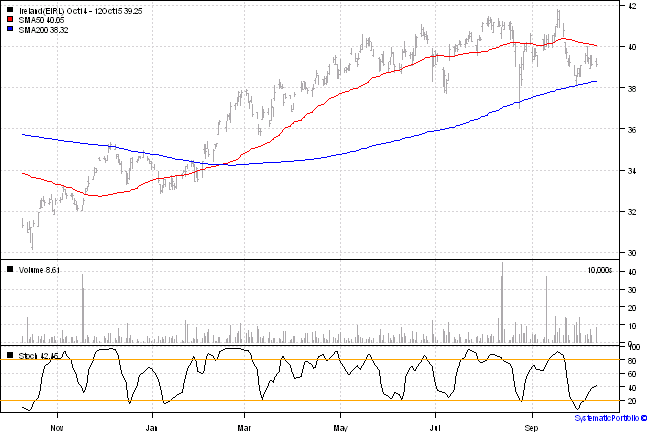 Ireland(EIRL) Oct14 - 12Oct15 39.25
SMA50 40.05
SMA200 38.32
42
40
38
36
34
32
30
Volume 8.61
10,000s
40
30
20
10
0
Stoch 42.45
100
80
60
40
20
Nov Jan Mar May Jul Sep
SystematicPortfolio ©